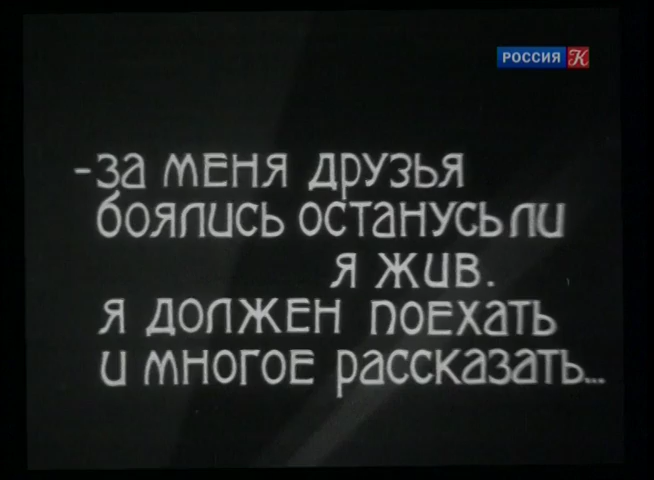 РОССИЯ К
-за меня друзья
боялись останусь ли
я жив.
я должен поехать
и многое рассказать...